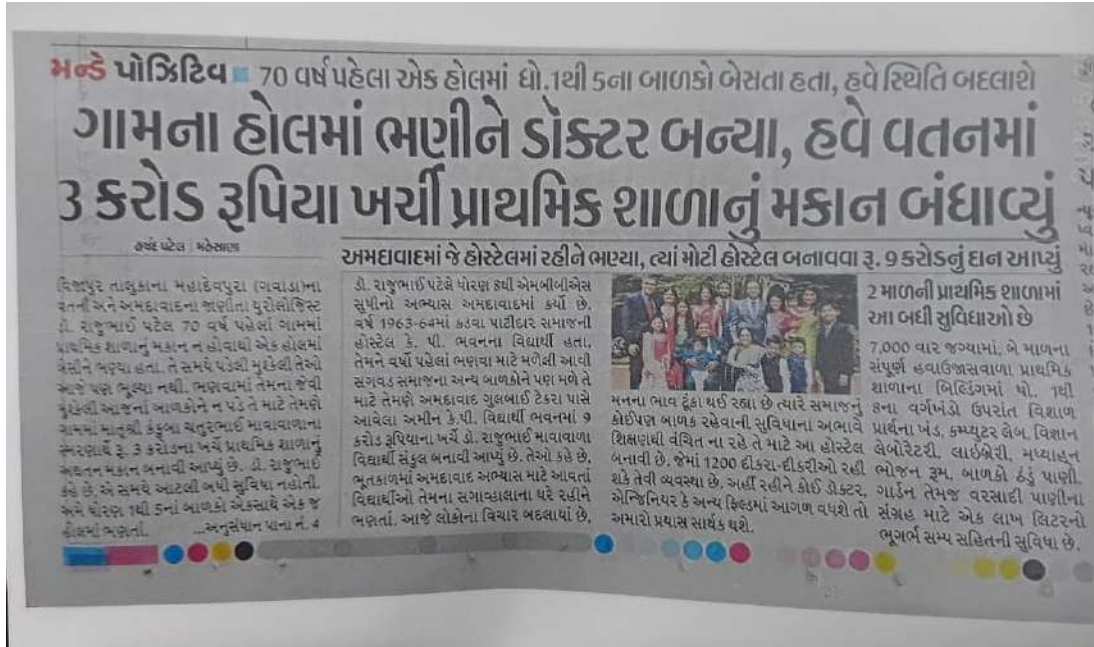 મન્ડે પોઝિટિવ 70 વર્ષ પહેલા એક હોલમાં ધો.1થી 5ના બાળકો બેસતા હતા, હવે સ્થિતિ બદલાશે
ગામના હોલમાં ભણીને ડૉક્ટર બન્યા, હવે વતનમાં
3 કરોડ રૂપિયા ખર્ચી પ્રાથમિક શાળાનું મકાન બંધાવ્યું
હર્ષદ પટેલ | મહેસાણા
વિજાપુર તાલુકાના મહાદેવપુરા (ગવાડા)ના
વતની અને અમદાવાદના જાણીતા યુરોલોજિસ્ટ
ડૉ. રાજુભાઈ પટેલ 70 વર્ષ પહેલાં ગામમાં
પ્રાથમિક શાળાનું મકાન ન હોવાથી એક હોલમાં
બેસીને ભણ્યા હતા. તે સમયે પડેલી મુશ્કેલી તેઓ
આજે પણ ભૂલ્યા નથી. ભણવામાં તેમના જેવી
મુશ્કેલી આજનાં બાળકોને ન પડે તે માટે તેમણે
ગામમાં માતૃશ્રી કંકુબા ચતુરભાઈ માવાવાળાના
સ્મરણાર્થે રૂ. 3 કરોડના ખર્ચે પ્રાથમિક શાળાનું
અદ્યતન મકાન બનાવી આપ્યું છે. ડૉ. રાજુભાઈ
કહે છે, એ સમયે આટલી બધી સુવિધા નહોતી.
અમે ધોરણ 1થી 5નાં બાળકો એકસાથે એક જ
હોલમાં ભણતાં. ...અનુસંધાન પાના નં. 4
અમદાવાદમાં જે હોસ્ટેલમાં રહીને ભણ્યા, ત્યાં મોટી હોસ્ટેલ બનાવવા રૂ. 9 કરોડનું દાન આપ્યું
ડૉ. રાજુભાઈ પટેલે ધોરણ 8થી એમબીબીએસ
સુધીનો અભ્યાસ અમદાવાદમાં કર્યો છે.
વર્ષ 1963-64માં કડવા પાટીદાર સમાજની
હોસ્ટેલ કે. પી. ભવનના વિદ્યાર્થી હતા.
તેમને વર્ષો પહેલાં ભણવા માટે મળેલી આવી
સગવડ સમાજના અન્ય બાળકોને પણ મળે તે
માટે તેમણે અમદાવાદ ગુલબાઈ ટેકરા પાસે
આવેલા અમીન કે.પી. વિદ્યાર્થી ભવનમાં 9
કરોડ રૂપિયાના ખર્ચે ડૉ. રાજુભાઈ માવાવાળા
વિદ્યાર્થી સંકુલ બનાવી આપ્યું છે. તેઓ કહે છે,
ભૂતકાળમાં અમદાવાદ અભ્યાસ માટે આવતાં
વિદ્યાર્થીઓ તેમના સગાવ્હાલાના ઘરે રહીને
ભણતાં. આજે લોકોના વિચાર બદલાયાં છે,
મનના ભાવ ટૂંકા થઈ રહ્યા છે ત્યારે સમાજનું
કોઈપણ બાળક રહેવાની સુવિધાના અભાવે
શિક્ષણથી વંચિત ના રહે તે માટે આ હોસ્ટેલ
બનાવી છે. જેમાં 1200 દીકરા-દીકરીઓ રહી
શકે તેવી વ્યવસ્થા છે. અહીં રહીને કોઈ ડૉક્ટર,
એન્જિનિયર કે અન્ય ફિલ્ડમાં આગળ વધશે તો
અમારો પ્રયાસ સાર્થક થશે.
2 માળની પ્રાથમિક શાળામાં
આ બધી સુવિધાઓ છે
7,000 વાર જગ્યામાં, બે માળના
સંપૂર્ણ હવાઉજાસવાળા પ્રાથમિક
શાળાના બિલ્ડિંગમાં ધો. 1થી
8ના વર્ગખંડો ઉપરાંત વિશાળ
પ્રાર્થના ખંડ, કમ્પ્યુટર લેબ, વિજ્ઞાન
લેબોરેટરી, લાઈબ્રેરી, મધ્યાહન
ભોજન રૂમ, બાળકો ઠંડું પાણી,
ગાર્ડન તેમજ વરસાદી પાણીના
સંગ્રહ માટે એક લાખ લિટરનો
ભૂગર્ભ સમ્પ સહિતની સુવિધા છે.